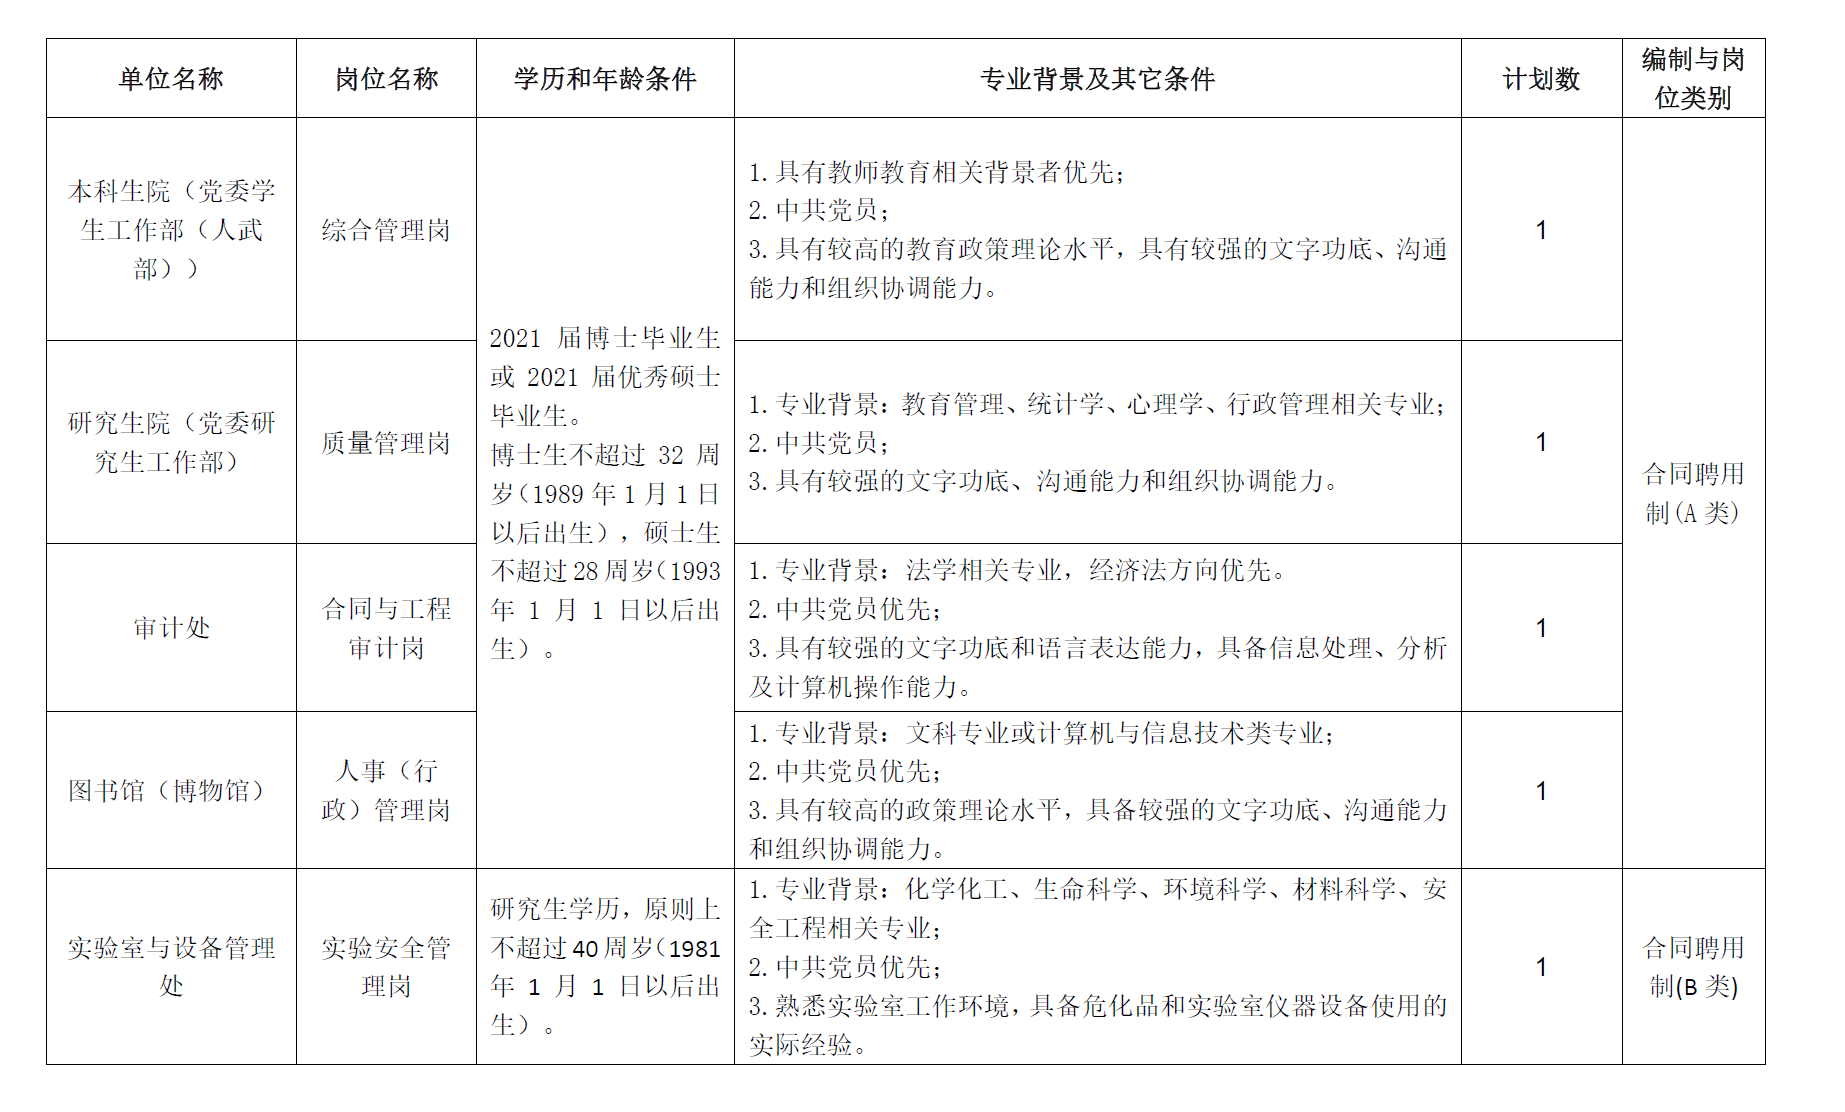 单位名称
岗位名称
学历和年龄条件
专业背景及其它条件
计划数
编制与岗
位类别
本科生院（党委学
生工作部（人武
部））
综合管理岗
2021 届博士毕业生
或 2021 届优秀硕士
毕业生。
博士生不超过 32 周
岁（1989 年 1 月 1 日
以后出生），硕士生
不超过 28 周岁（1993
年 1 月 1 日以后出
生）。
1.具有教师教育相关背景者优先；
2.中共党员；
3.具有较高的教育政策理论水平，具有较强的文字功底、沟通
能力和组织协调能力。
1
合同聘用
制(A 类)
研究生院（党委研
究生工作部）
质量管理岗
1.专业背景：教育管理、统计学、心理学、行政管理相关专业；
2.中共党员；
3.具有较强的文字功底、沟通能力和组织协调能力。
1
审计处
合同与工程
审计岗
1.专业背景：法学相关专业，经济法方向优先。
2.中共党员优先；
3.具有较强的文字功底和语言表达能力，具备信息处理、分析
及计算机操作能力。
1
图书馆（博物馆）
人事（行
政）管理岗
1.专业背景：文科专业或计算机与信息技术类专业；
2.中共党员优先；
3.具有较高的政策理论水平，具备较强的文字功底、沟通能力
和组织协调能力。
1
实验室与设备管理
处
实验安全管
理岗
研究生学历，原则上
不超过 40 周岁（1981
年 1 月 1 日以后出
生）。
1.专业背景：化学化工、生命科学、环境科学、材料科学、安
全工程相关专业；
2.中共党员优先；
3.熟悉实验室工作环境，具备危化品和实验室仪器设备使用的
实际经验。
1
合同聘用
制(B 类)